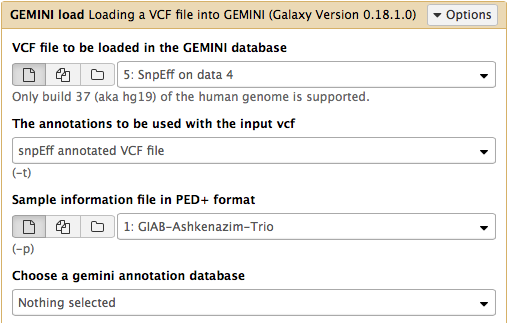 GEMINI load Loading a VCF file into GEMINI (Galaxy Version 0.18.1.0) Options
VCF file to be loaded in the GEMINI database
5: SnpEff on data 4
Only build 37 (aka hg19) of the human genome is supported.
The annotations to be used with the input vcf
snpEff annotated VCF file
(-t)
Sample information file in PED+ format
1: GIAB-Ashkenazim-Trio
(-p)
Choose a gemini annotation database
Nothing selected